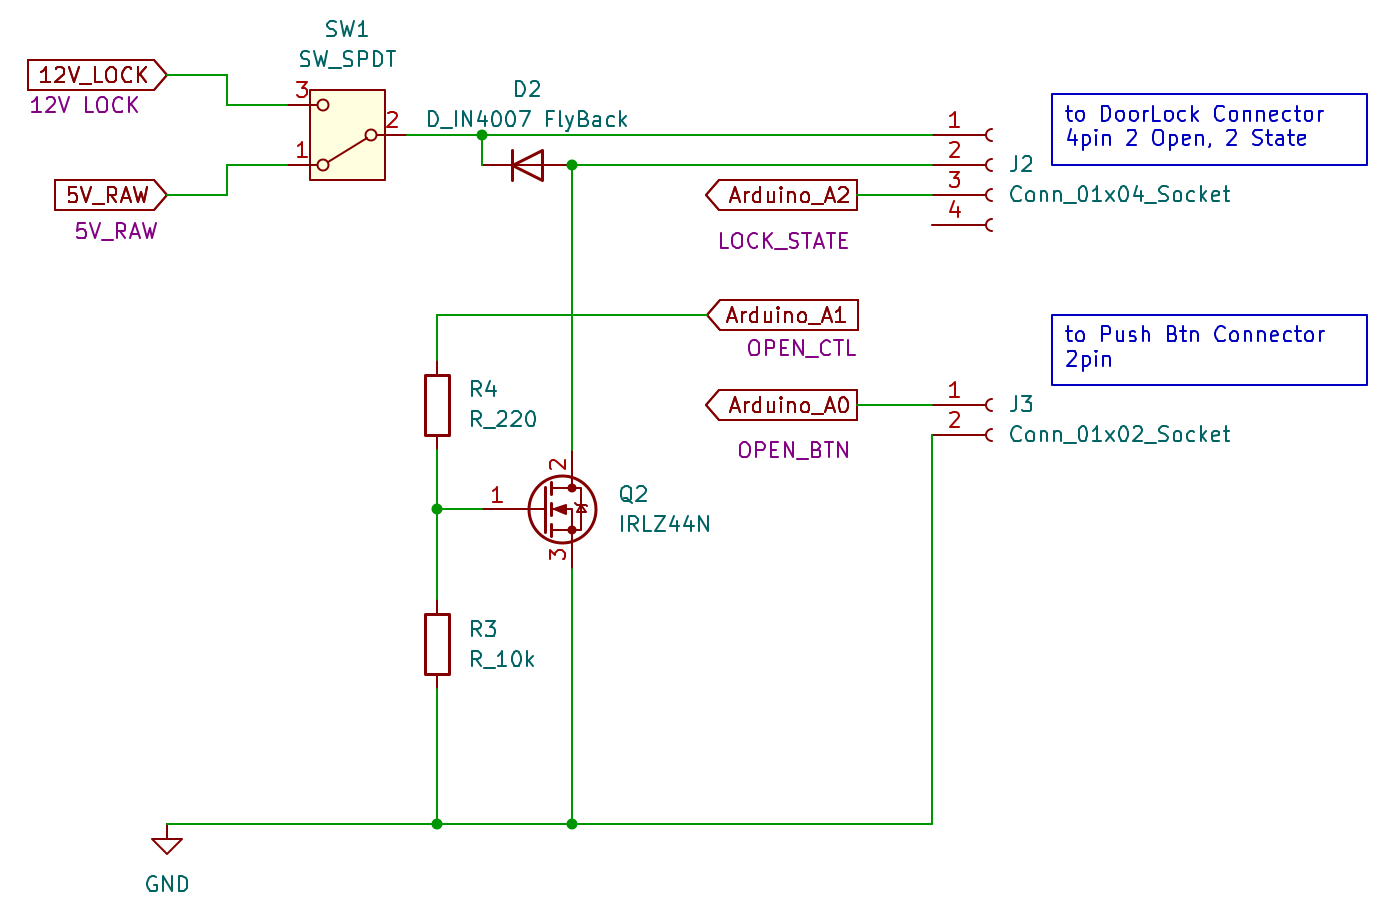 SW1
SW_SPDT
12V_LOCK
12V LOCK
3
2
1
5V_RAW
5V_RAW
D2
D_IN4007 FlyBack
1
2
3
4
J2
Conn_01x04_Socket
to DoorLock Connector
4pin 2 Open, 2 State
Arduino_A2
LOCK_STATE
Arduino_A1
OPEN_CTL
to Push Btn Connector
2pin
R4
R_220
Arduino_A0
OPEN_BTN
1
2
J3
Conn_01x02_Socket
2
1
3
Q2
IRLZ44N
R3
R_10k
GND